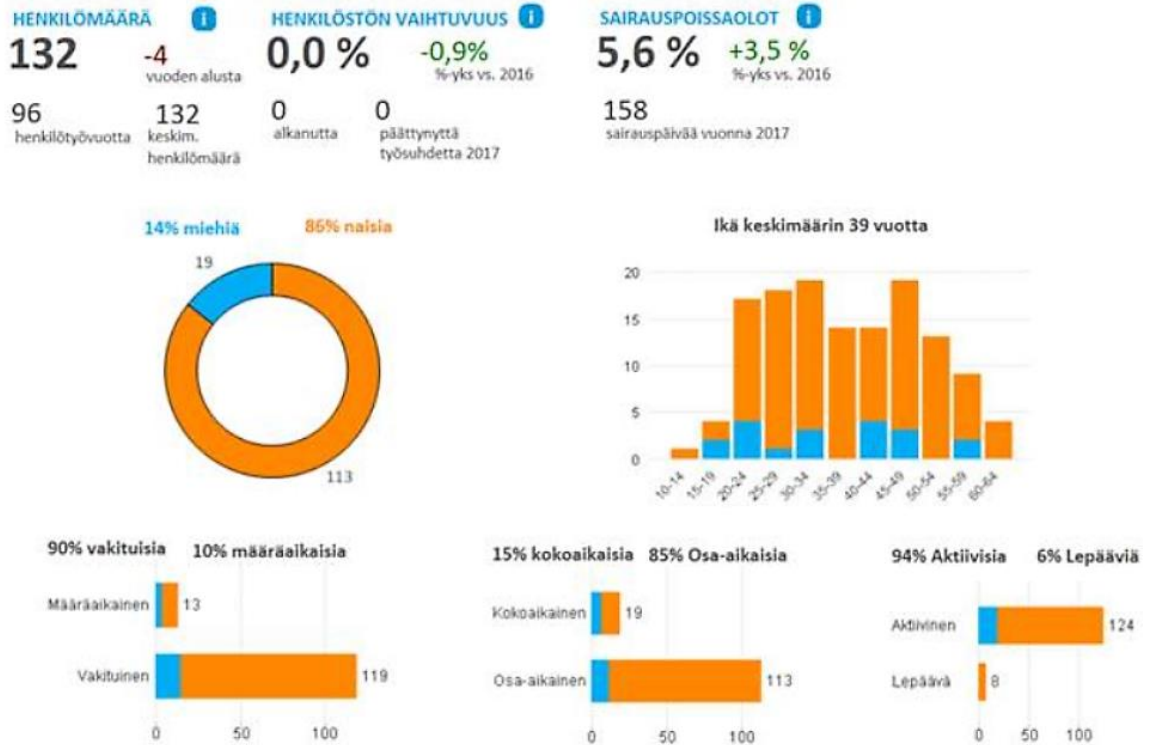 HENKILÖMÄÄRÄ i HENKILÖSTÖN VAIHTUVUUS i SAIRAUSPOISSAOLOT i
132 -4 0,0 % -0,9% 5,6 % +3,5 %
vuoden alusta %-yks vs. 2016 %-yks vs. 2016
96 132 0 0 158
henkilötyövuotta keskim. alkanutta päättynyttä sairauspäivää vuonna 2017
henkilömäärä työsuhdetta 2017
14% miehiä 86% naisia
19
113
Ikä keskimäärin 39 vuotta
20
15
10
5
0
10-14 15-19 20-24 25-29 30-34 35-39 40-44 45-49 50-54 55-59 60-64
90% vakituisia 10% määräaikaisia
Määräaikainen 13
Vakituinen 119
0 50 100
15% kokoaikaisia 85% Osa-aikaisia
Kokoaikainen 19
Osa-aikainen 113
0 50 100
94% Aktiivisia 6% Lepääviä
Aktiivinen 124
Lepäävä 8
0 50 100